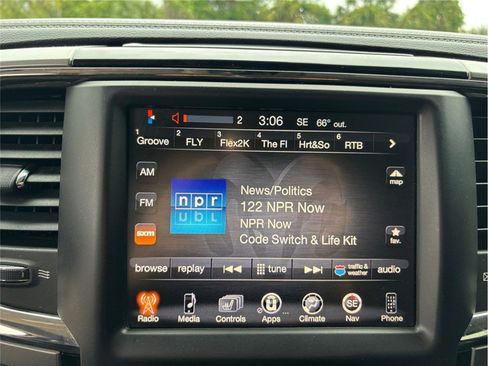 2 3:06 SE 66° out.
1 Groove 2 FLY 3 Flex2K 4 The Fl 5 Hrt&So 6 RTB
AM
map
FM
npr
News/Politics
122 NPR Now
NPR Now
Code Switch & Life Kit
sxm
fav.
browse replay tune traffic & weather audio
SE
Radio Media Controls Apps Climate Nav Phone